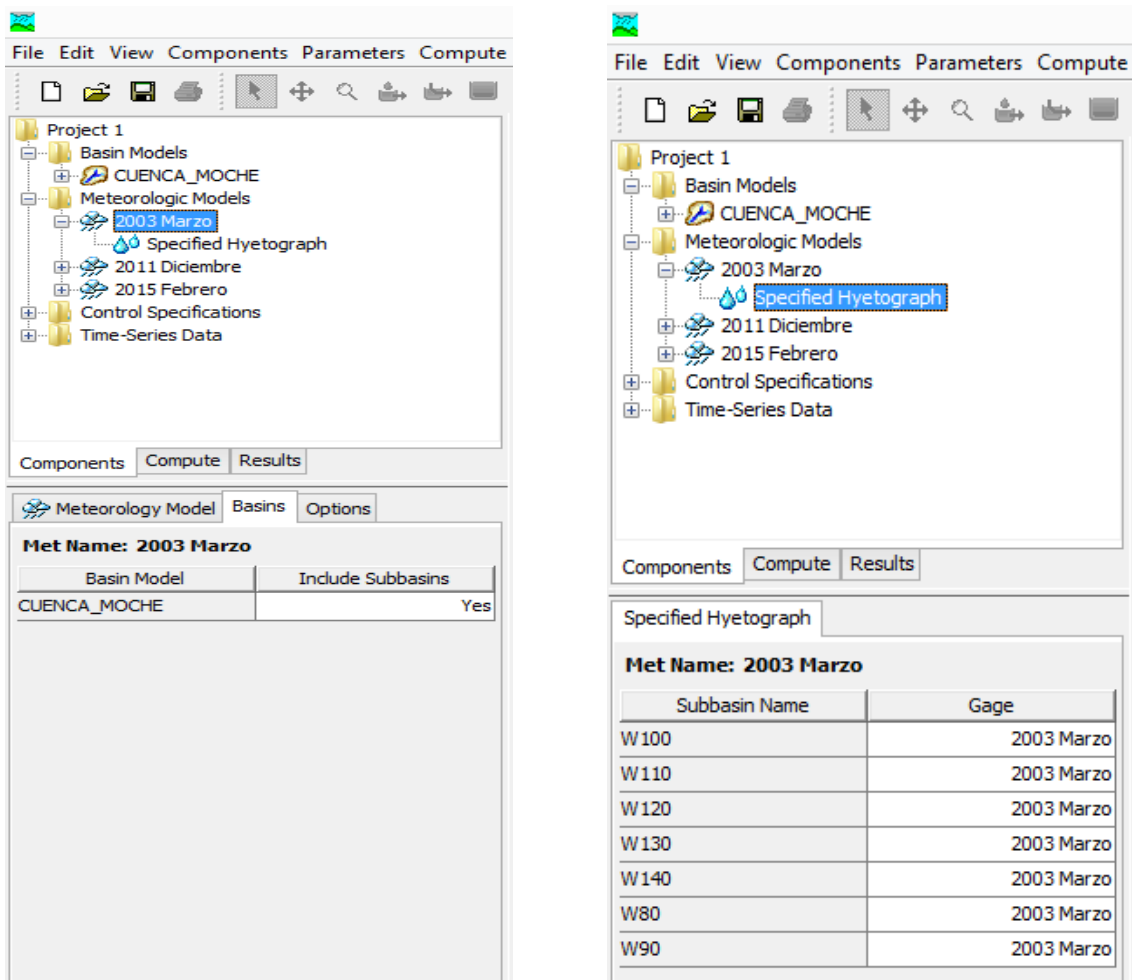 File Edit View Components Parameters Compute
Project 1
Basin Models
CUENCA_MOCHE
Meteorologic Models
2003 Marzo
Specified Hyetograph
2011 Diciembre
2015 Febrero
Control Specifications
Time-Series Data
Components Compute Results
Meteorology Model Basins Options
Met Name: 2003 Marzo
Basin Model Include Subbasins
CUENCA_MOCHE Yes
File Edit View Components Parameters Compute
Project 1
Basin Models
CUENCA_MOCHE
Meteorologic Models
2003 Marzo
Specified Hyetograph
2011 Diciembre
2015 Febrero
Control Specifications
Time-Series Data
Components Compute Results
Specified Hyetograph
Met Name: 2003 Marzo
Subbasin Name Gage
W100 2003 Marzo
W110 2003 Marzo
W120 2003 Marzo
W130 2003 Marzo
W140 2003 Marzo
W80 2003 Marzo
W90 2003 Marzo